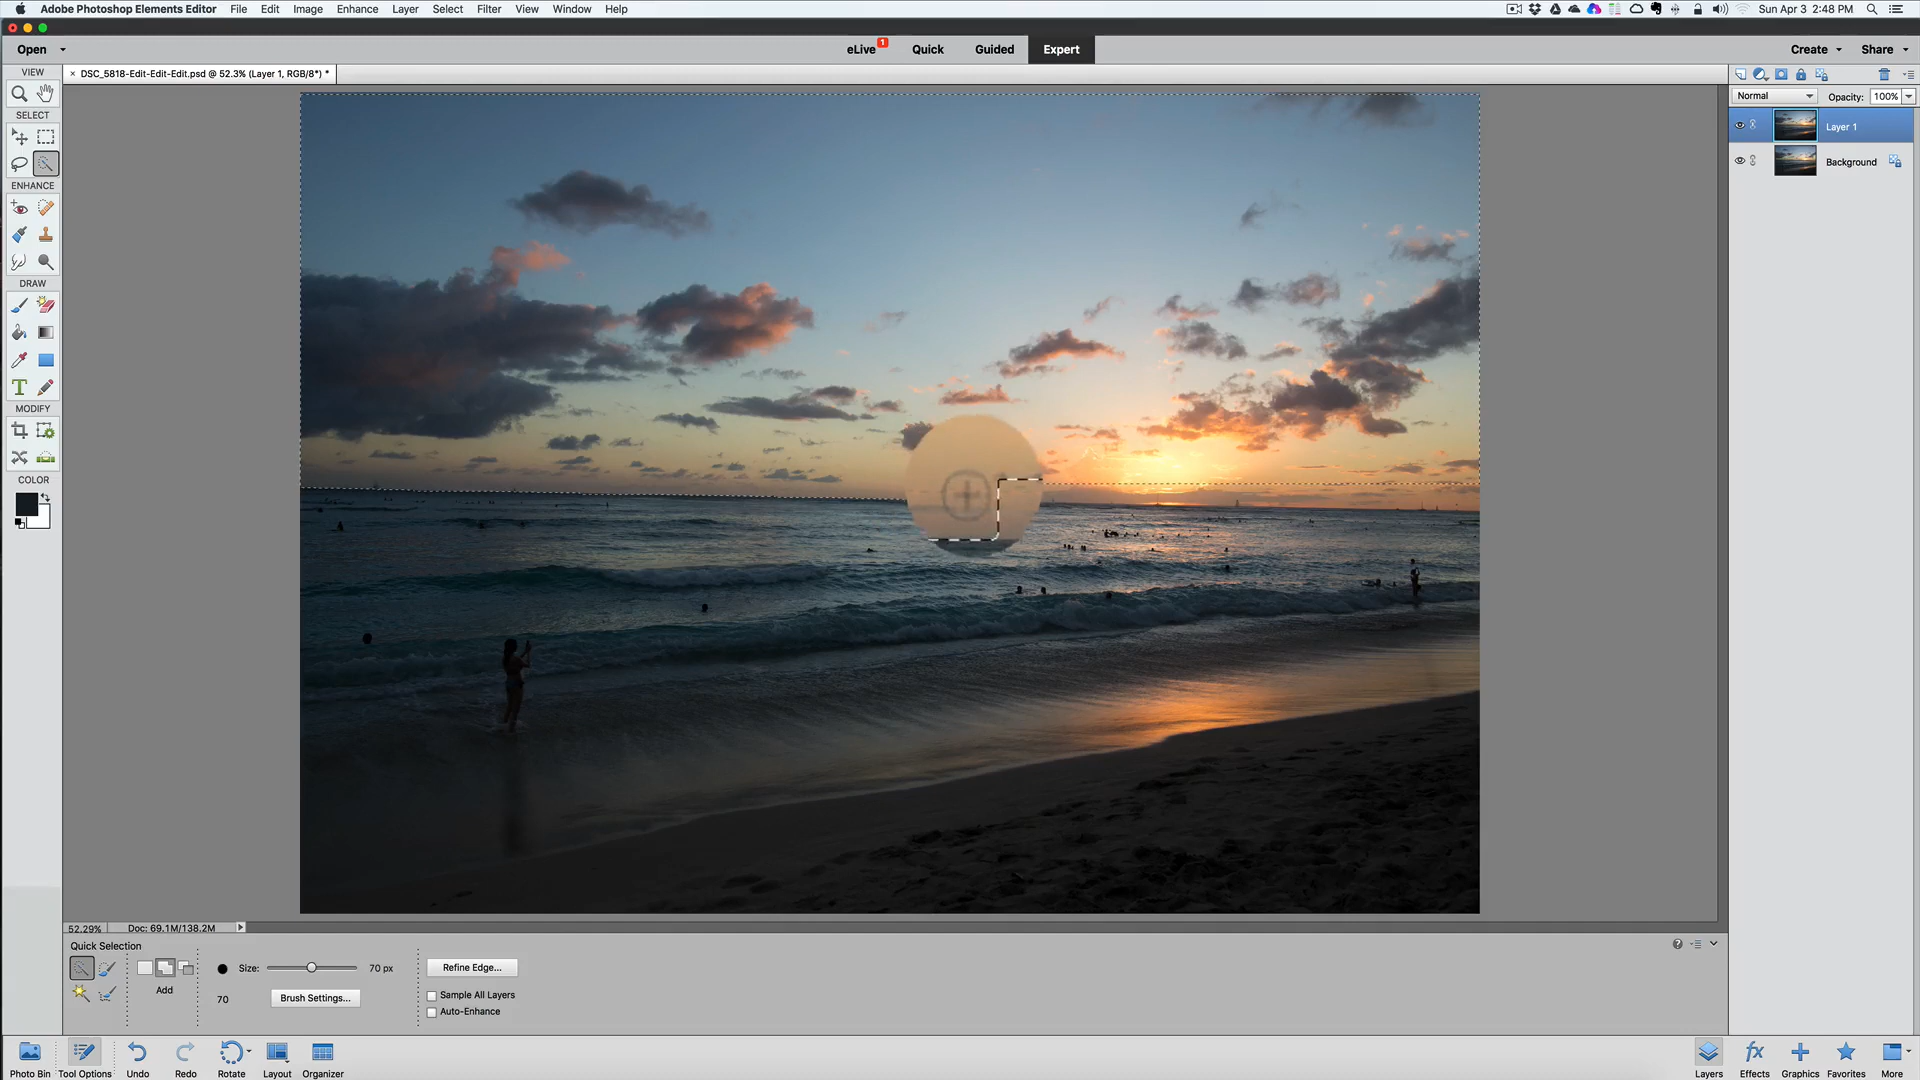 Adobe Photoshop Elements Editor File Edit Image Enhance Layer Select Filter View Window Help Sun Apr 3 2:48 PM
Open eLive 1 Quick Guided Expert Create Share
VIEW × DSC_5818-Edit-Edit-Edit.psd @ 52.3% (Layer 1, RGB/8*) *
Normal Opacity: 100%
SELECT
Layer 1
Background
ENHANCE
DRAW
T
MODIFY
COLOR
52.29% Doc: 69.1M/138.2M
Quick Selection
Size: 70 px Refine Edge...
Add
70 Brush Settings... Sample All Layers
Auto-Enhance
fx
Photo Bin Tool Options Undo Redo Rotate Layout Organizer Layers Effects Graphics Favorites More